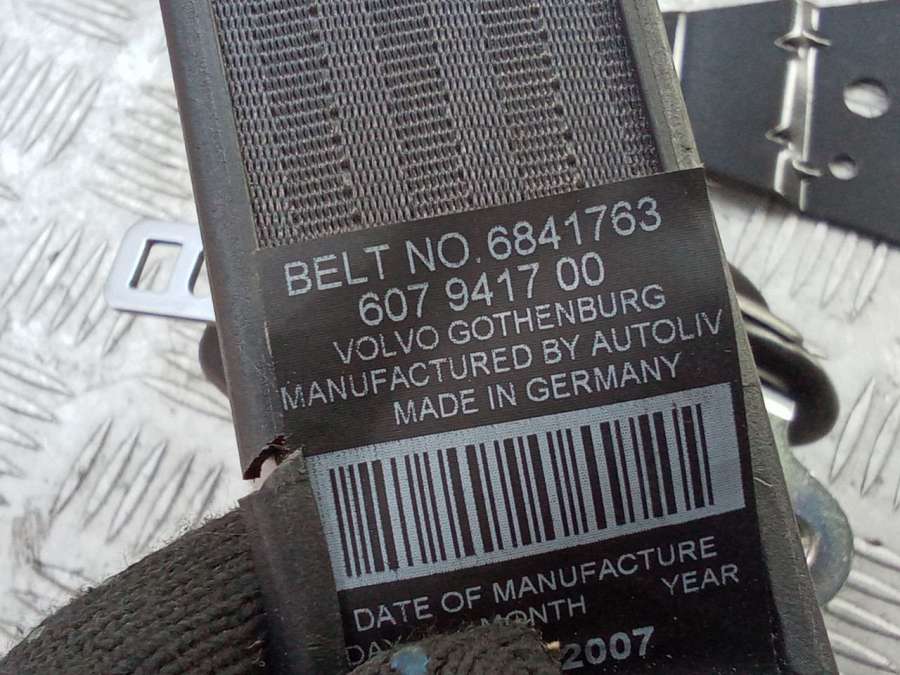 BELT NO. 6841763
607 9417 00
VOLVO GOTHENBURG
MANUFACTURED BY AUTOLIV
MADE IN GERMANY
DATE OF MANUFACTURE
DAY MONTH YEAR
2007